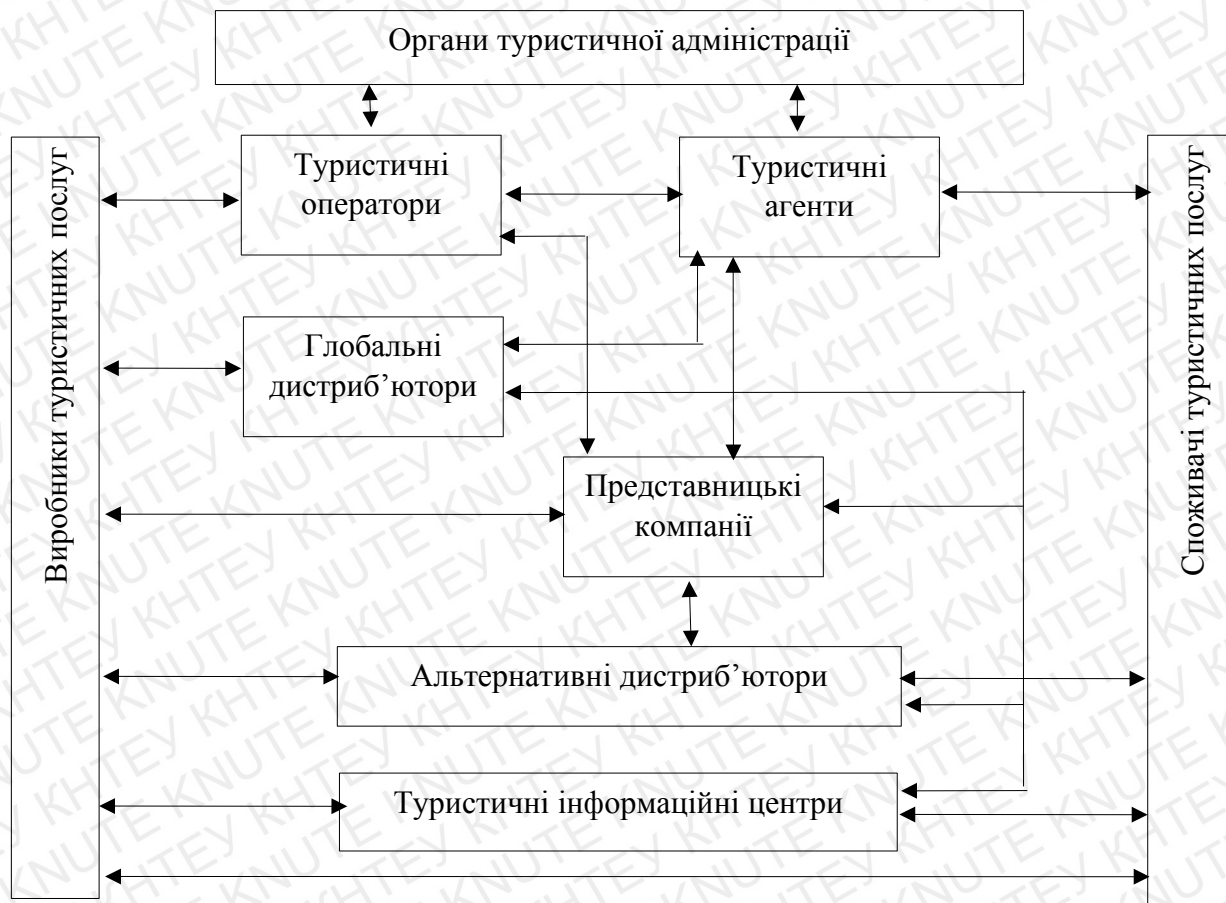 Органи туристичної адміністрації
Виробники туристичних послуг
Туристичні
оператори
Туристичні
агенти
Споживачі туристичних послуг
Глобальні
дистриб’ютори
Представницькі
компанії
Альтернативні дистриб’ютори
Туристичні інформаційні центри